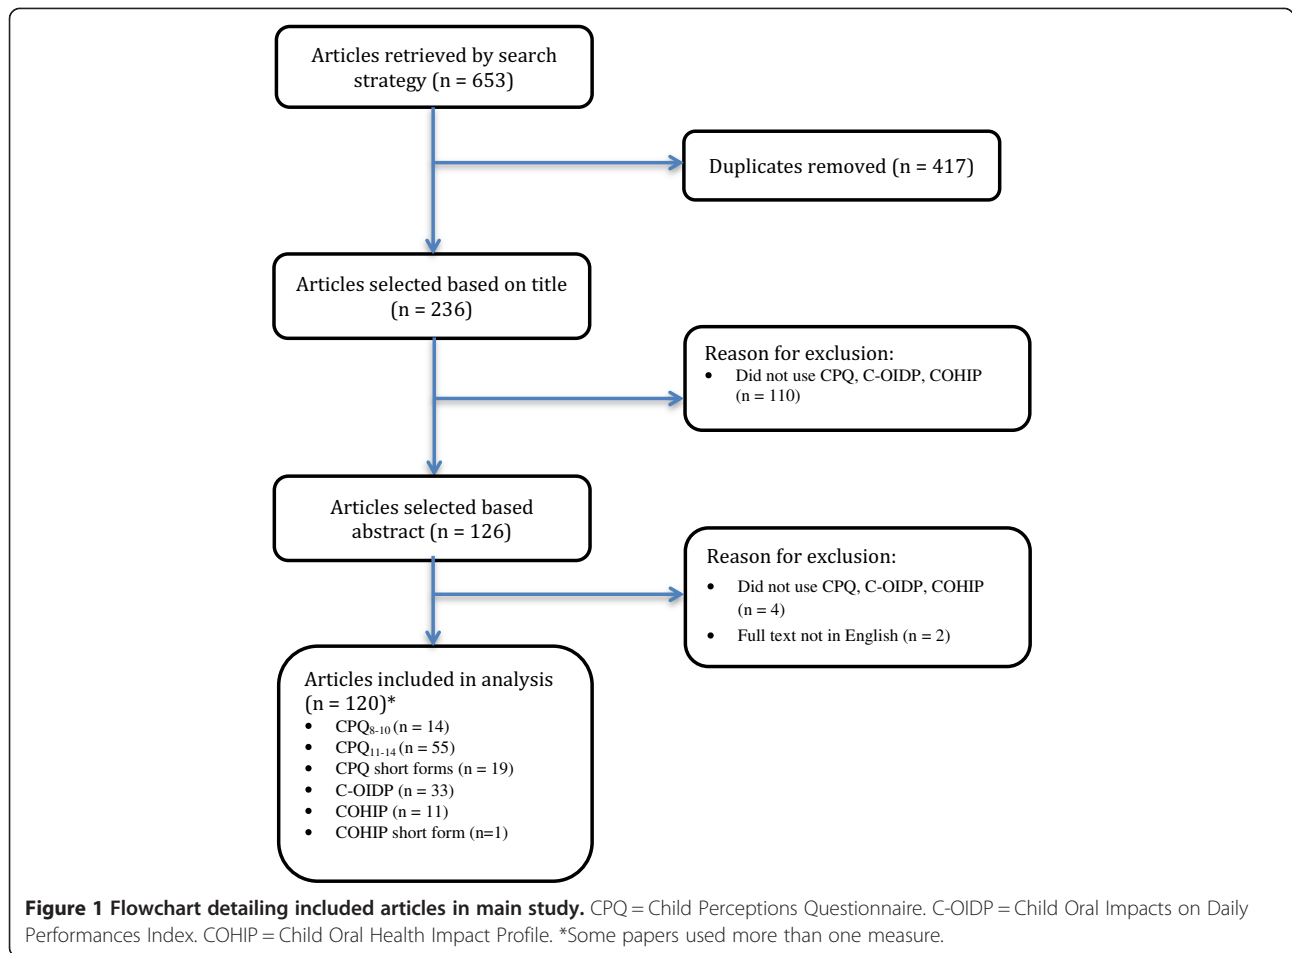 Articles retrieved by search
strategy (n = 653)
Duplicates removed (n = 417)
Articles selected based on title
(n = 236)
Reason for exclusion:
• Did not use CPQ, C-OIDP, COHIP
(n = 110)
Articles selected based
abstract (n = 126)
Reason for exclusion:
• Did not use CPQ, C-OIDP, COHIP
(n = 4)
• Full text not in English (n = 2)
Articles included in analysis
(n = 120)*
• CPQ8-10 (n = 14)
• CPQ11-14 (n = 55)
• CPQ short forms (n = 19)
• C-OIDP (n = 33)
• COHIP (n = 11)
• COHIP short form (n=1)
Figure 1 Flowchart detailing included articles in main study. CPQ = Child Perceptions Questionnaire. C-OIDP = Child Oral Impacts on Daily
Performances Index. COHIP = Child Oral Health Impact Profile. *Some papers used more than one measure.